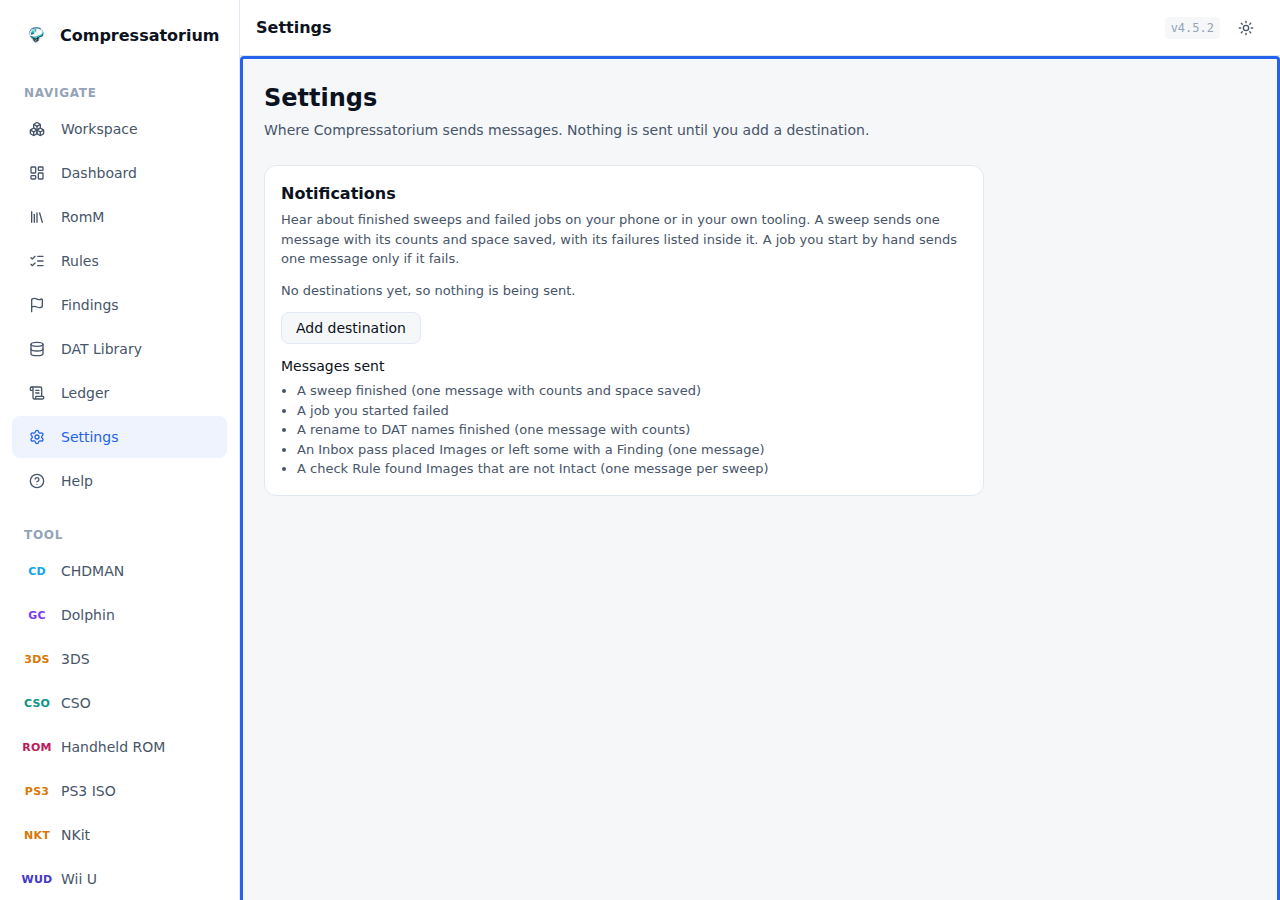 Compressatorium
Settings
v4.5.2
NAVIGATE
Workspace
Dashboard
RomM
Rules
Findings
DAT Library
Ledger
Settings
Help
TOOL
CD CHDMAN
GC Dolphin
3DS 3DS
CSO CSO
ROM Handheld ROM
PS3 PS3 ISO
NKT NKit
WUD Wii U
Settings
Where Compressatorium sends messages. Nothing is sent until you add a destination.
Notifications
Hear about finished sweeps and failed jobs on your phone or in your own tooling. A sweep sends one
message with its counts and space saved, with its failures listed inside it. A job you start by hand sends
one message only if it fails.
No destinations yet, so nothing is being sent.
Add destination
Messages sent
• A sweep finished (one message with counts and space saved)
• A job you started failed
• A rename to DAT names finished (one message with counts)
• An Inbox pass placed Images or left some with a Finding (one message)
• A check Rule found Images that are not Intact (one message per sweep)